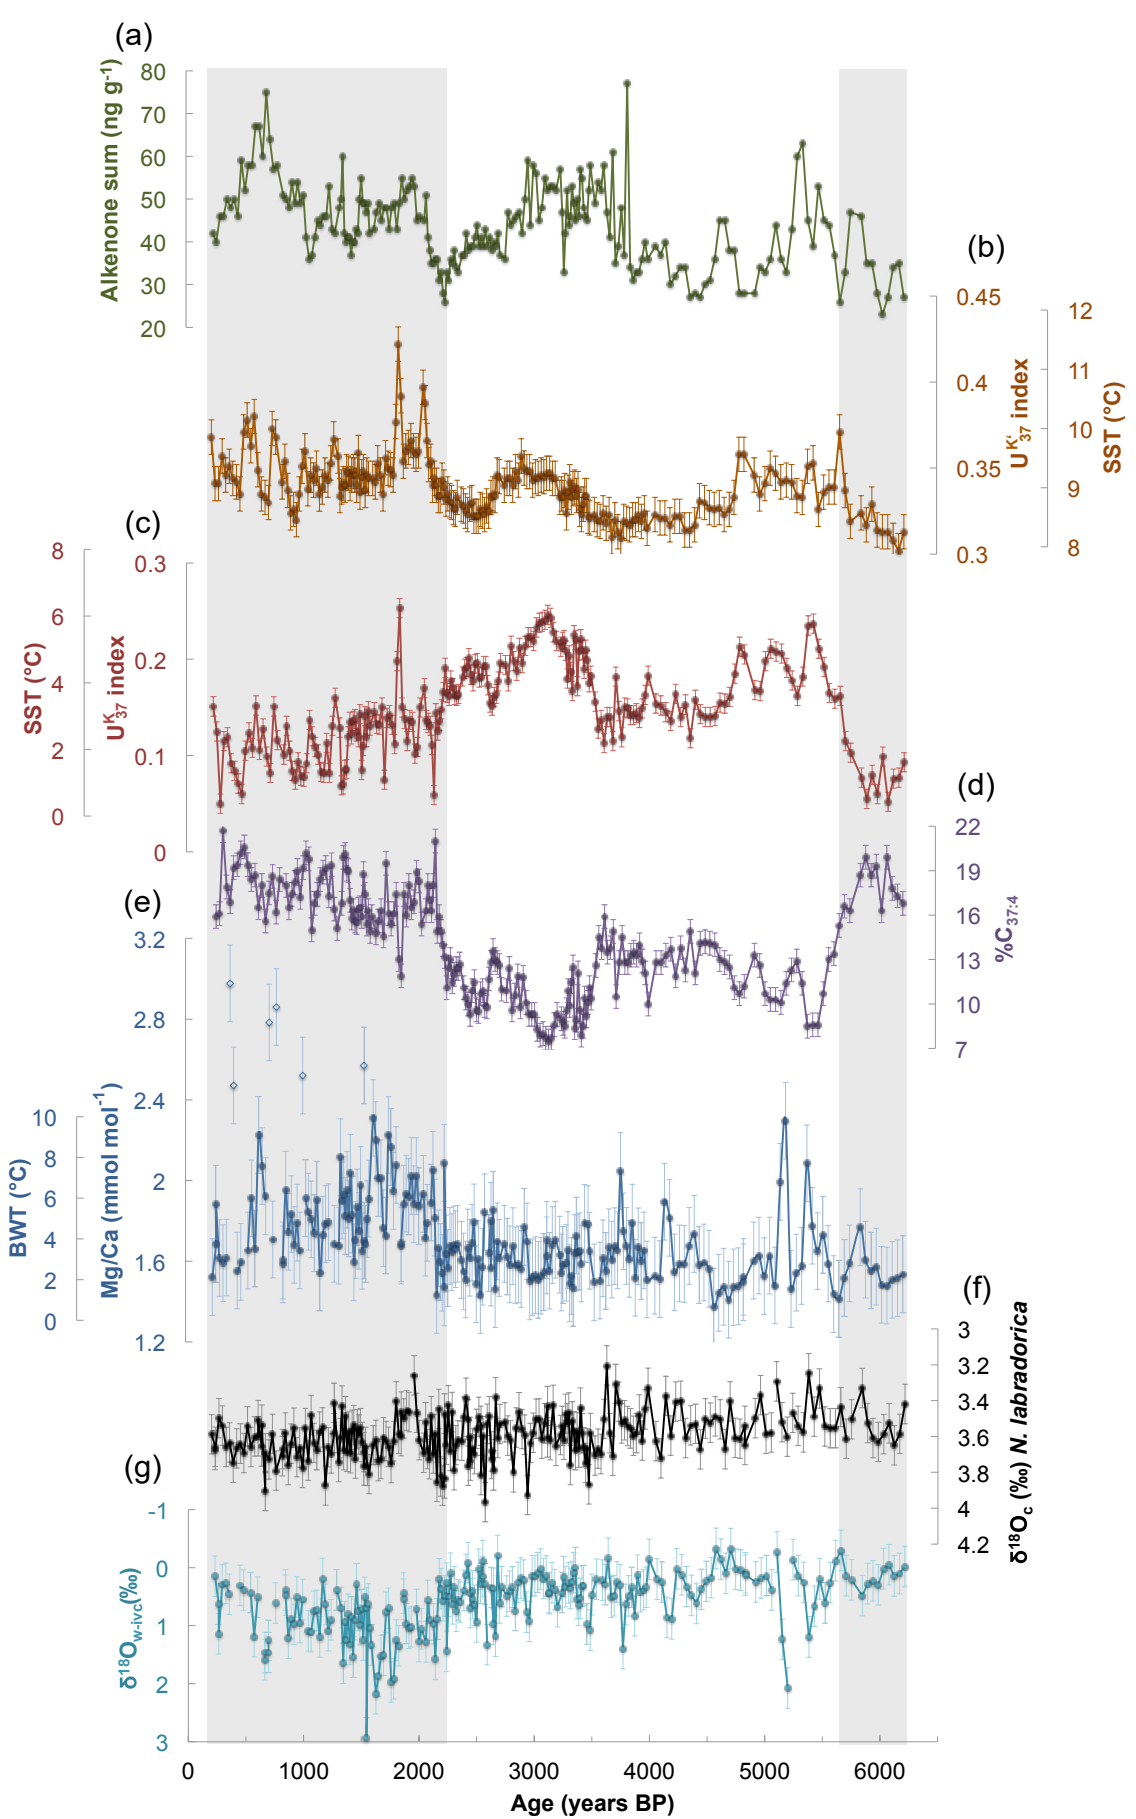 (a)
Alkenone sum (ng g⁻¹)
80
70
60
50
40
30
20
(b)
0.45
0.4
0.35
0.3
Uᴷ'₃₇ index
12
11
10
9
8
SST (°C)
(c)
8
6
4
2
0
SST (°C)
0.3
0.2
0.1
0
Uᴷ₃₇ index
(d)
22
19
16
13
10
7
%C₃₇:₄
(e)
3.2
2.8
2.4
2
1.6
1.2
Mg/Ca (mmol mol⁻¹)
10
8
6
4
2
0
BWT (°C)
(f)
3
3.2
3.4
3.6
3.8
4
4.2
δ¹⁸Oc (‰) N. labradorica
(g)
-1
0
1
2
3
δ¹⁸Ow-ivc(‰)
0 1000 2000 3000 4000 5000 6000
Age (years BP)